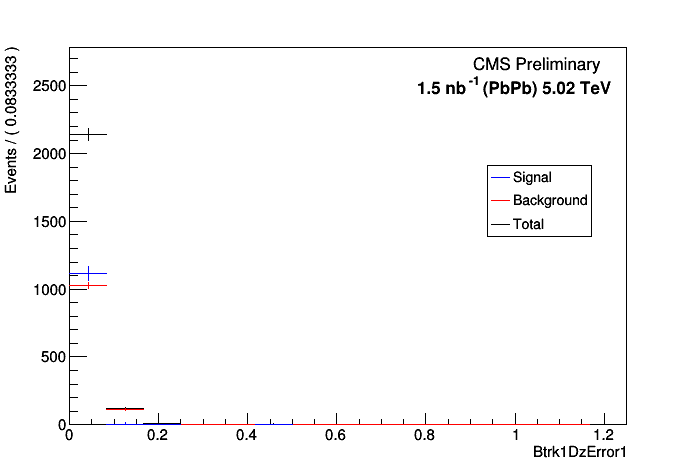 CMS Preliminary
1.5 nb-1 (PbPb) 5.02 TeV
Events / ( 0.0833333 )
2500
2000
1500
1000
500
0
Signal
Background
Total
0 0.2 0.4 0.6 0.8 1 1.2
Btrk1DzError1